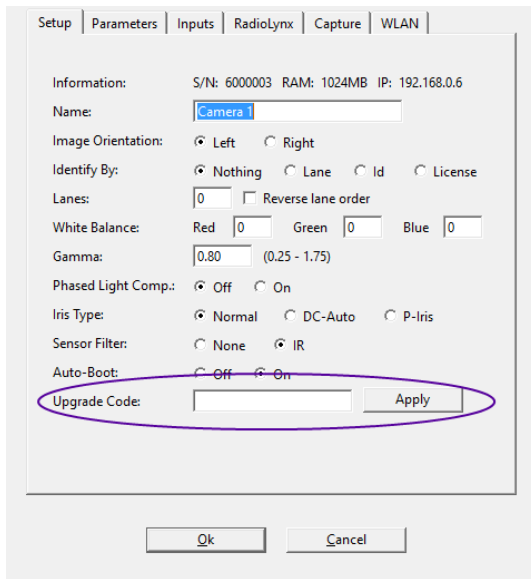 Setup Parameters Inputs RadioLynx Capture WLAN
Information: S/N: 6000003 RAM: 1024MB IP: 192.168.0.6
Name: Camera 1
Image Orientation: Left Right
Identify By: Nothing Lane Id License
Lanes: 0 Reverse lane order
White Balance: Red 0 Green 0 Blue 0
Gamma: 0.80 (0.25 - 1.75)
Phased Light Comp.: Off On
Iris Type: Normal DC-Auto P-Iris
Sensor Filter: None IR
Auto-Boot: Off On
Upgrade Code: Apply
Ok Cancel